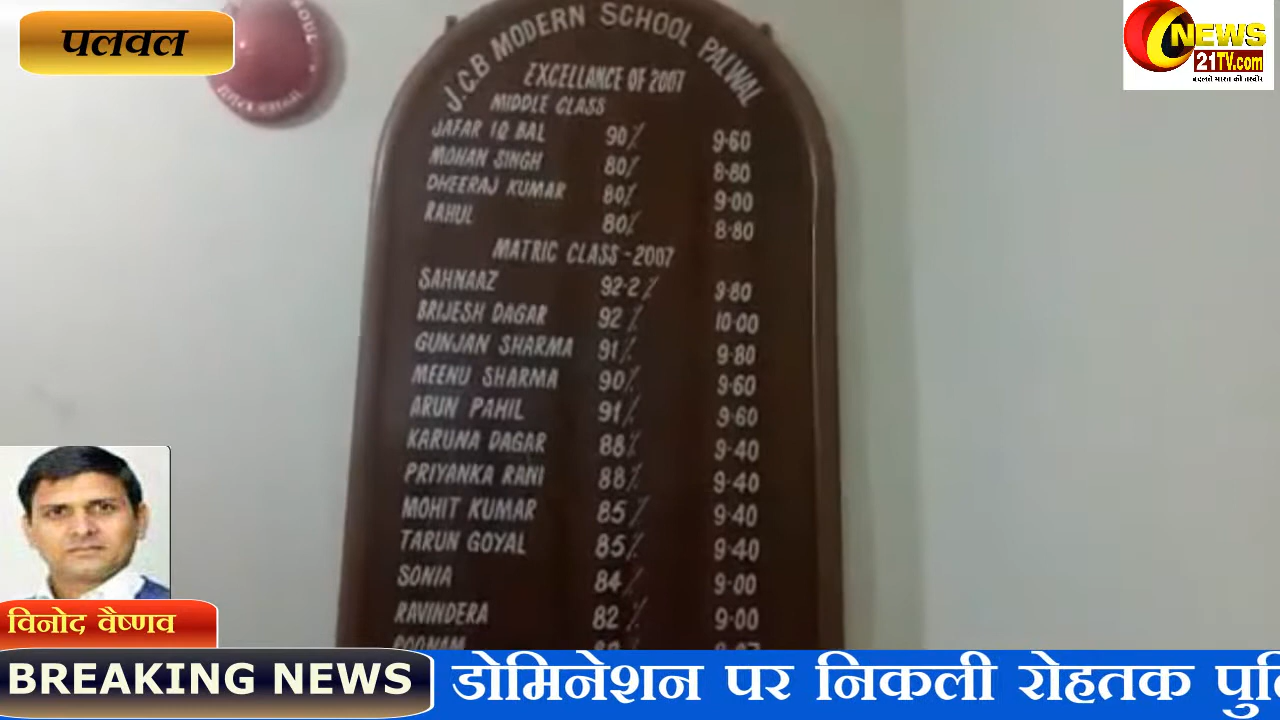 पलवल
NEWS
21TV.com
बदलते भारत की तस्वीर
J.C.B MODERN SCHOOL PALWAL
EXCELLANCE OF 2007
MIDDLE CLASS
JAFAR IQ BAL 90% 9.60
MOHAN SINGH 80% 8.80
DHEERAJ KUMAR 80% 9.00
RAHUL 80% 8.80
MATRIC CLASS-2007
SAHNAAZ 92.2% 9.80
BRIJESH DAGAR 92% 10.00
GUNJAN SHARMA 91% 9.80
MEENU SHARMA 90% 9.60
ARUN PAHIL 91% 9.60
KARUNA DAGAR 88% 9.40
PRIYANKA RANI 88% 9.40
MOHIT KUMAR 85% 9.40
TARUN GOYAL 85% 9.40
SONIA 84% 9.00
RAVINDERA 82% 9.00
POONAM
विनोद वैष्णव
BREAKING NEWS डोमिनेशन पर निकली रोहतक